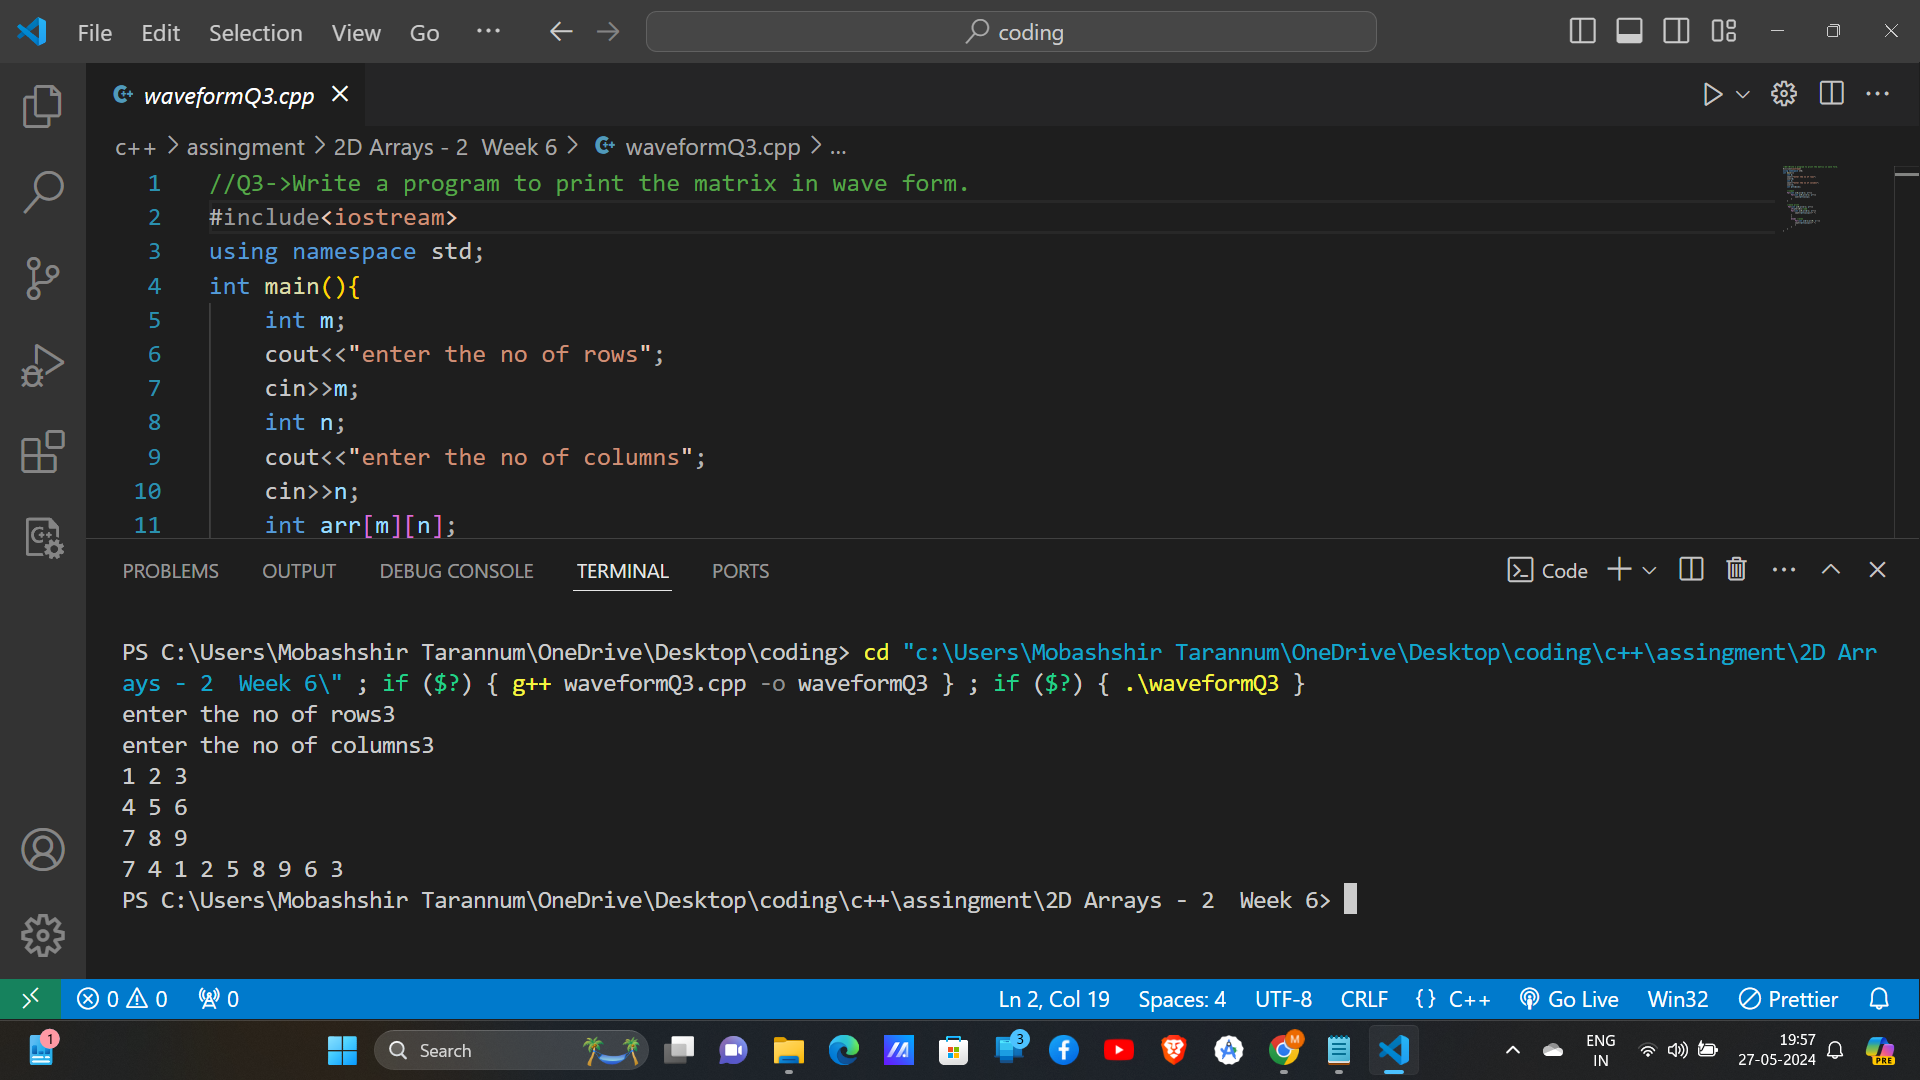 File Edit Selection View Go ... coding
waveformQ3.cpp
c++ > assingment > 2D Arrays - 2  Week 6 > waveformQ3.cpp > ...
1 //Q3->Write a program to print the matrix in wave form.
2 #include<iostream>
3 using namespace std;
4 int main(){
5     int m;
6     cout<<"enter the no of rows";
7     cin>>m;
8     int n;
9     cout<<"enter the no of columns";
10     cin>>n;
11     int arr[m][n];
PROBLEMS OUTPUT DEBUG CONSOLE TERMINAL PORTS Code
PS C:\Users\Mobashshir Tarannum\OneDrive\Desktop\coding> cd "c:\Users\Mobashshir Tarannum\OneDrive\Desktop\coding\c++\assingment\2D Arr
ays - 2  Week 6\" ; if ($?) { g++ waveformQ3.cpp -o waveformQ3 } ; if ($?) { .\waveformQ3 }
enter the no of rows3
enter the no of columns3
1 2 3
4 5 6
7 8 9
7 4 1 2 5 8 9 6 3
PS C:\Users\Mobashshir Tarannum\OneDrive\Desktop\coding\c++\assingment\2D Arrays - 2  Week 6>
0 0 0 Ln 2, Col 19 Spaces: 4 UTF-8 CRLF {} C++ Go Live Win32 Prettier
1 Search 3 M ENG 19:57
IN 27-05-2024 PRE